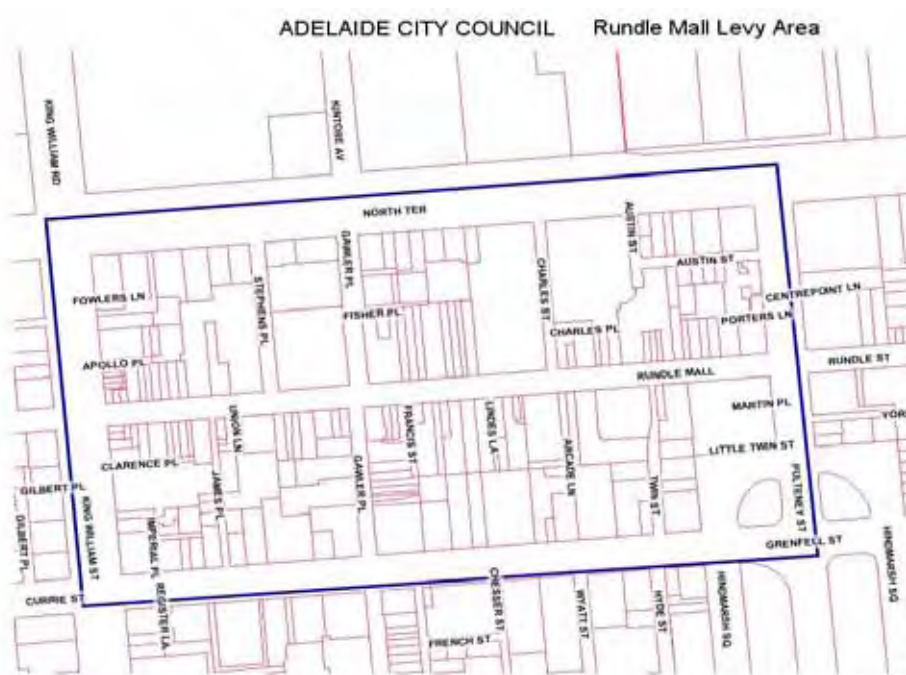 ADELAIDE CITY COUNCIL Rundle Mall Levy Area
KING WILLIAM RD
KINTORE AV
NORTH TER
AUSTIN ST
GAWLER PL
STEPHENS PL
CHARLES ST
AUSTIN ST
FOWLERS LN
FISHER PL
CENTREPOINT LN
PORTERS LN
CHARLES PL
APOLLO PL
RUNDLE MALL
RUNDLE ST
MARTIN PL
UNION LN
FRANCIS ST
LINDES LA
YOR
ARCADE LN
LITTLE TWIN ST
CLARENCE PL
GAWLER PL
JAMES PL
TWIN ST
PULTENEY ST
GILBERT PL
KING WILLIAM ST
GILBERT PL
IMPERIAL PL
GRENFELL ST
HINDMARSH SQ
CURRIE ST
REGISTER LA
CHESSER ST
WYATT ST
HYDE ST
HINDMARSH SQ
FRENCH ST